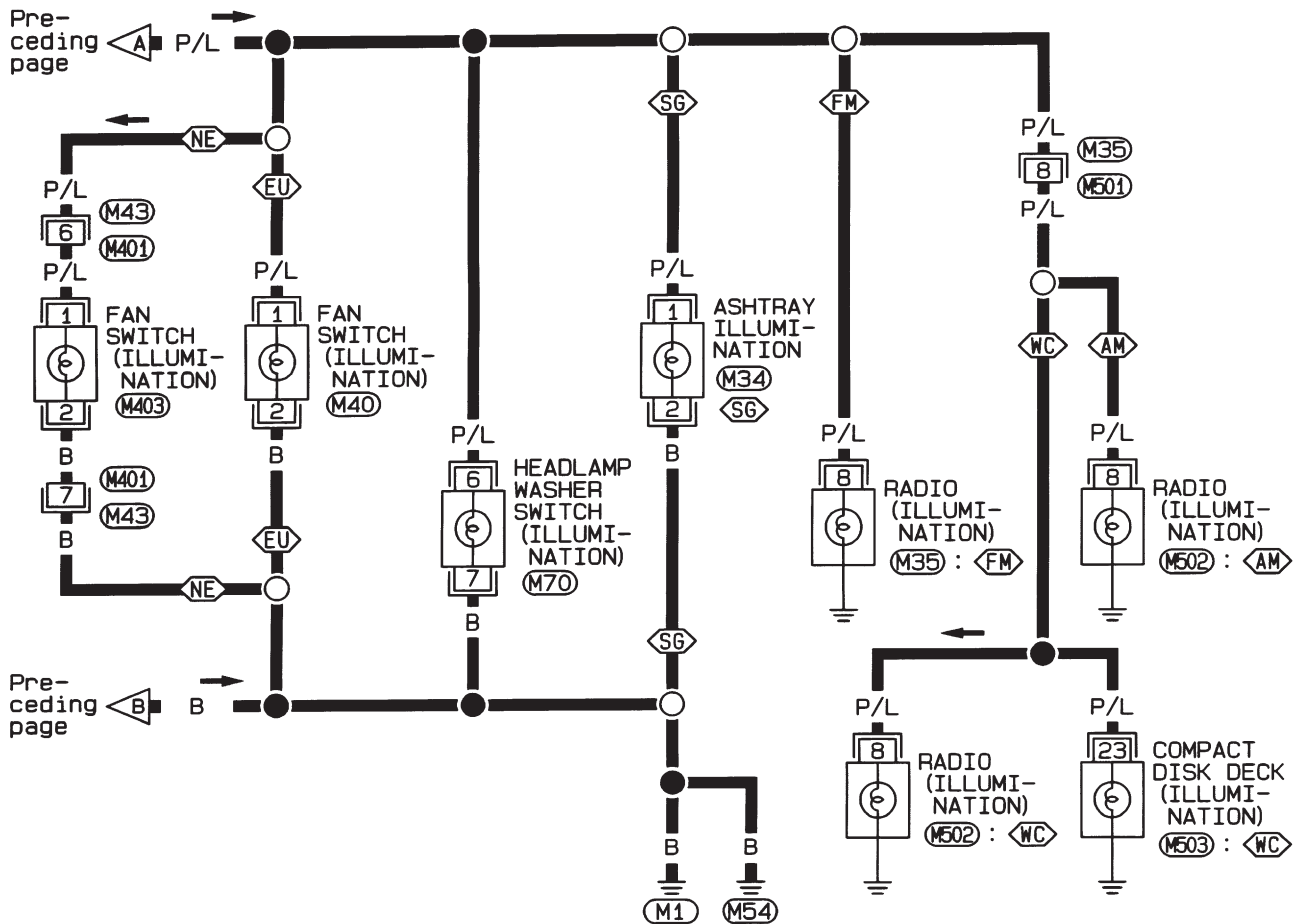 Pre-
ceding
page
A P/L
NE
EU
SG
FM
P/L
8
M35
M501
P/L
P/L
6
M43
M401
P/L
1
FAN
SWITCH
(ILLUMI-
NATION)
M403
2
B
7
M401
M43
B
NE
P/L
1
FAN
SWITCH
(ILLUMI-
NATION)
M40
2
B
EU
P/L
6
HEADLAMP
WASHER
SWITCH
(ILLUMI-
NATION)
M70
7
B
P/L
1
ASHTRAY
ILLUMI-
NATION
M34
SG
2
B
SG
P/L
8
RADIO
(ILLUMI-
NATION)
M35 : FM
WC
AM
P/L
8
RADIO
(ILLUMI-
NATION)
M502 : AM
Pre-
ceding
page
B B
B
M1
B
M54
P/L
8
RADIO
(ILLUMI-
NATION)
M502 : WC
P/L
23
COMPACT
DISK DECK
(ILLUMI-
NATION)
M503 : WC